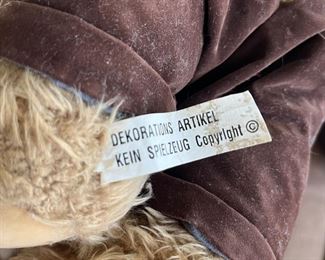 DEKORATIONS ARTIKEL
KEIN SPIELZEUG Copyright ©